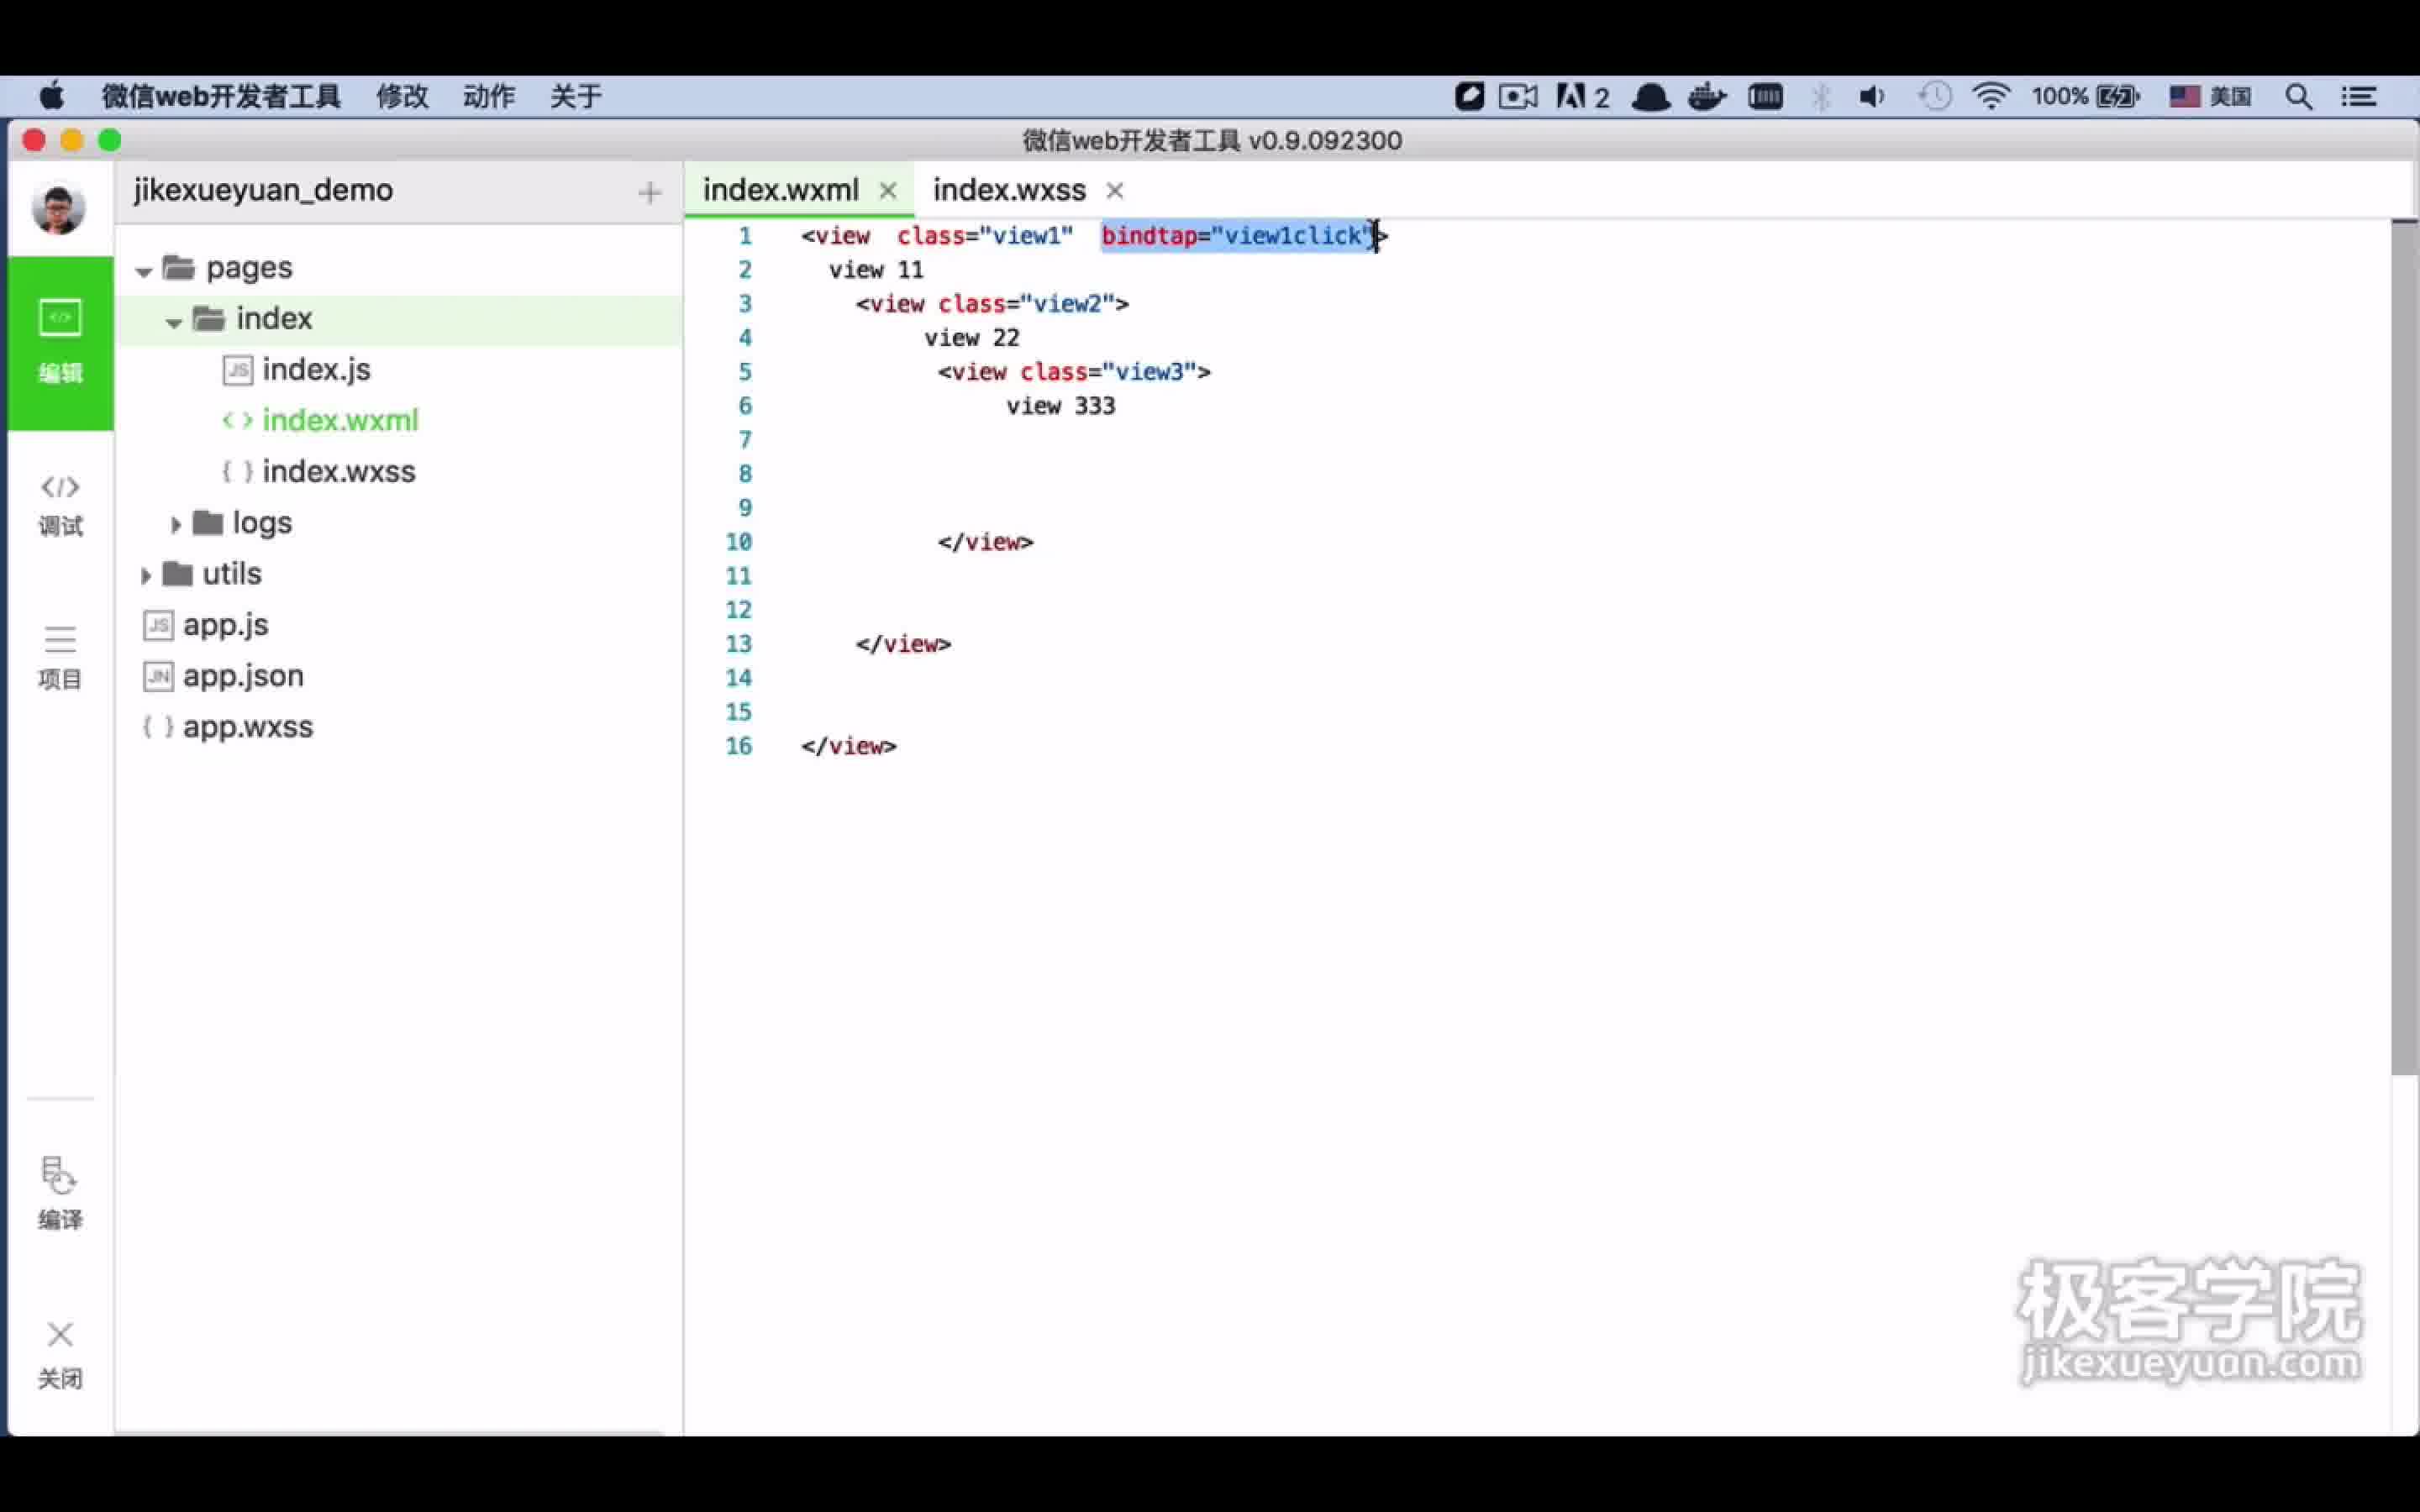 微信web开发者工具 修改 动作 关于
2 100% 美国
微信web开发者工具 v0.9.092300
jikexueyuan_demo
index.wxml
index.wxss
编辑
调试
项目
编译
关闭
pages
index
JS index.js
index.wxml
{ } index.wxss
logs
utils
JS app.js
JN app.json
{ } app.wxss
1 <view class="view1" bindtap="view1click">
2 view 11
3 <view class="view2">
4 view 22
5 <view class="view3">
6 view 333
7
8
9
10 </view>
11
12
13 </view>
14
15
16 </view>
极客学院
jikexueyuan.com